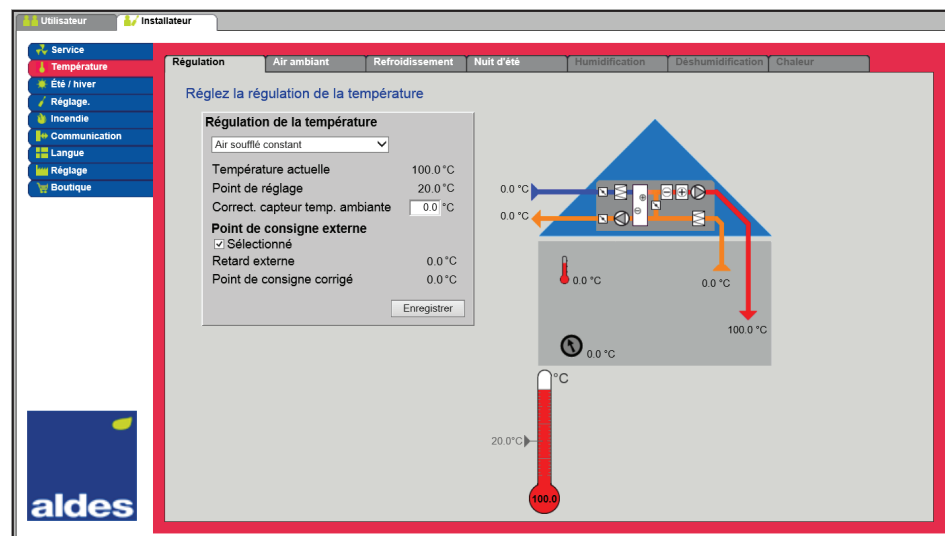 Utilisateur
Installateur
Service
Température
Été / hiver
Réglage.
Incendie
Communication
Langue
Réglage
Boutique
Régulation
Air ambiant
Refroidissement
Nuit d'été
Humidification
Déshumidification
Chaleur
Réglez la régulation de la température
Régulation de la température
Air soufflé constant
Température actuelle 100.0 °C
Point de réglage 20.0 °C
Correct. capteur temp. ambiante 0.0 °C
Point de consigne externe
Sélectionné
Retard externe 0.0 °C
Point de consigne corrigé 0.0 °C
Enregistrer
0.0 °C
0.0 °C
0.0 °C
0.0 °C
100.0 °C
0.0 °C
°C
20.0°C
100.0
aldes